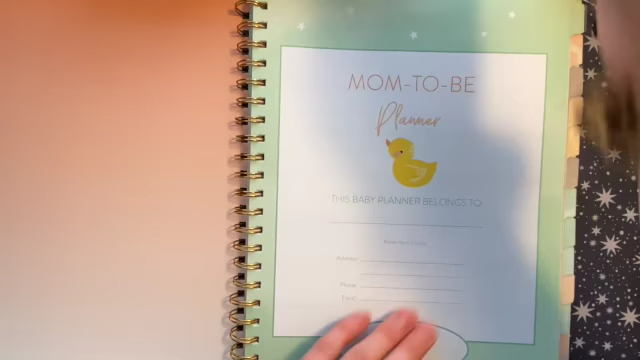 MOM-TO-BE
Planner
THIS BABY PLANNER BELONGS TO
Address
Phone
Email